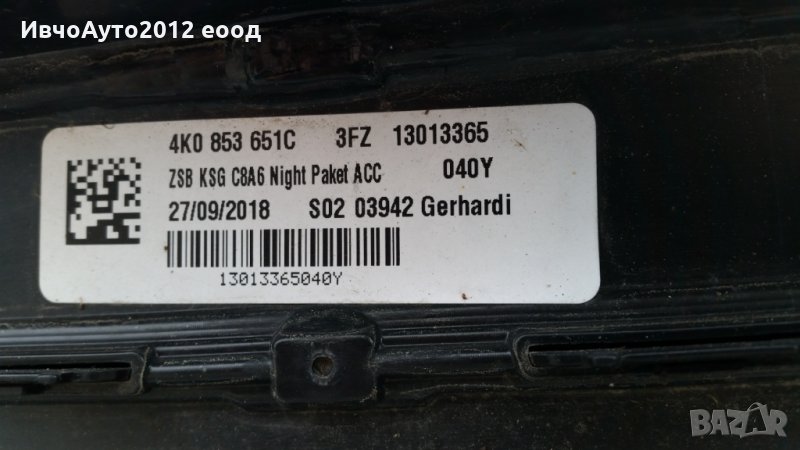 ИвчоАуто2012 еоод
4K0 853 651C 3FZ 13013365
ZSB KSG C8A6 Night Paket ACC 040Y
27/09/2018 S02 03942 Gerhardi
13013365040Y
BAZAR